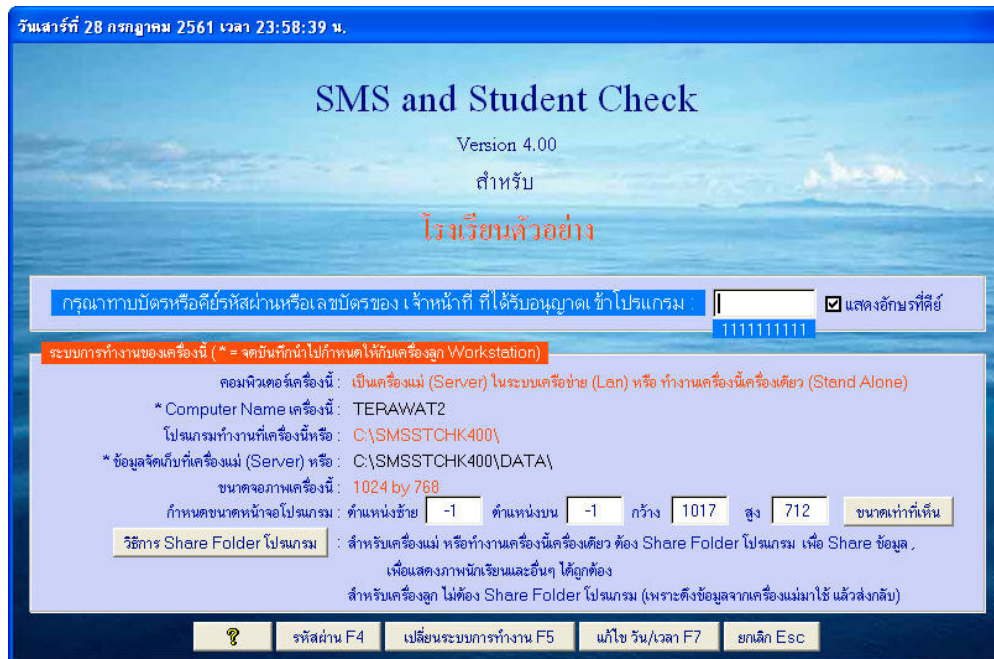 วันเสาร์ที่ 28 กรกฎาคม 2561 เวลา 23:58:39 น.
SMS and Student Check
Version 4.00
สำหรับ
โรงเรียนตัวอย่าง
กรุณาทาบบัตรหรือคีย์รหัสผ่านหรือเลขบัตรของ เจ้าหน้าที่ ที่ได้รับอนุญาตเข้าโปรแกรม : แสดงอักษรที่คีย์
1111111111
ระบบการทำงานของเครื่องนี้ ( * = จดบันทึกนำไปกำหนดให้กับเครื่องลูก Workstation)
คอมพิวเตอร์เครื่องนี้ : เป็นเครื่องแม่ (Server) ในระบบเครือข่าย (Lan) หรือ ทำงานเครื่องนี้เครื่องเดียว (Stand Alone)
* Computer Name เครื่องนี้ : TERAWAT2
โปรแกรมทำงานที่เครื่องนี้หรือ : C:\SMSSTCHK400\
* ข้อมูลจัดเก็บที่เครื่องแม่ (Server) หรือ : C:\SMSSTCHK400\DATA\
ขนาดจอภาพเครื่องนี้ : 1024 by 768
กำหนดขนาดหน้าจอโปรแกรม : ตำแหน่งซ้าย -1 ตำแหน่งบน -1 กว้าง 1017 สูง 712 ขนาดเท่าที่เห็น
วิธีการ Share Folder โปรแกรม : สำหรับเครื่องแม่ หรือทำงานเครื่องนี้เครื่องเดียว ต้อง Share Folder โปรแกรม เพื่อ Share ข้อมูล ,
เพื่อแสดงภาพนักเรียนและอื่นๆ ได้ถูกต้อง
สำหรับเครื่องลูก ไม่ต้อง Share Folder โปรแกรม (เพราะดึงข้อมูลจากเครื่องแม่มาใช้ แล้วส่งกลับ)
? รหัสผ่าน F4 เปลี่ยนระบบการทำงาน F5 แก้ไข วัน/เวลา F7 ยกเลิก Esc